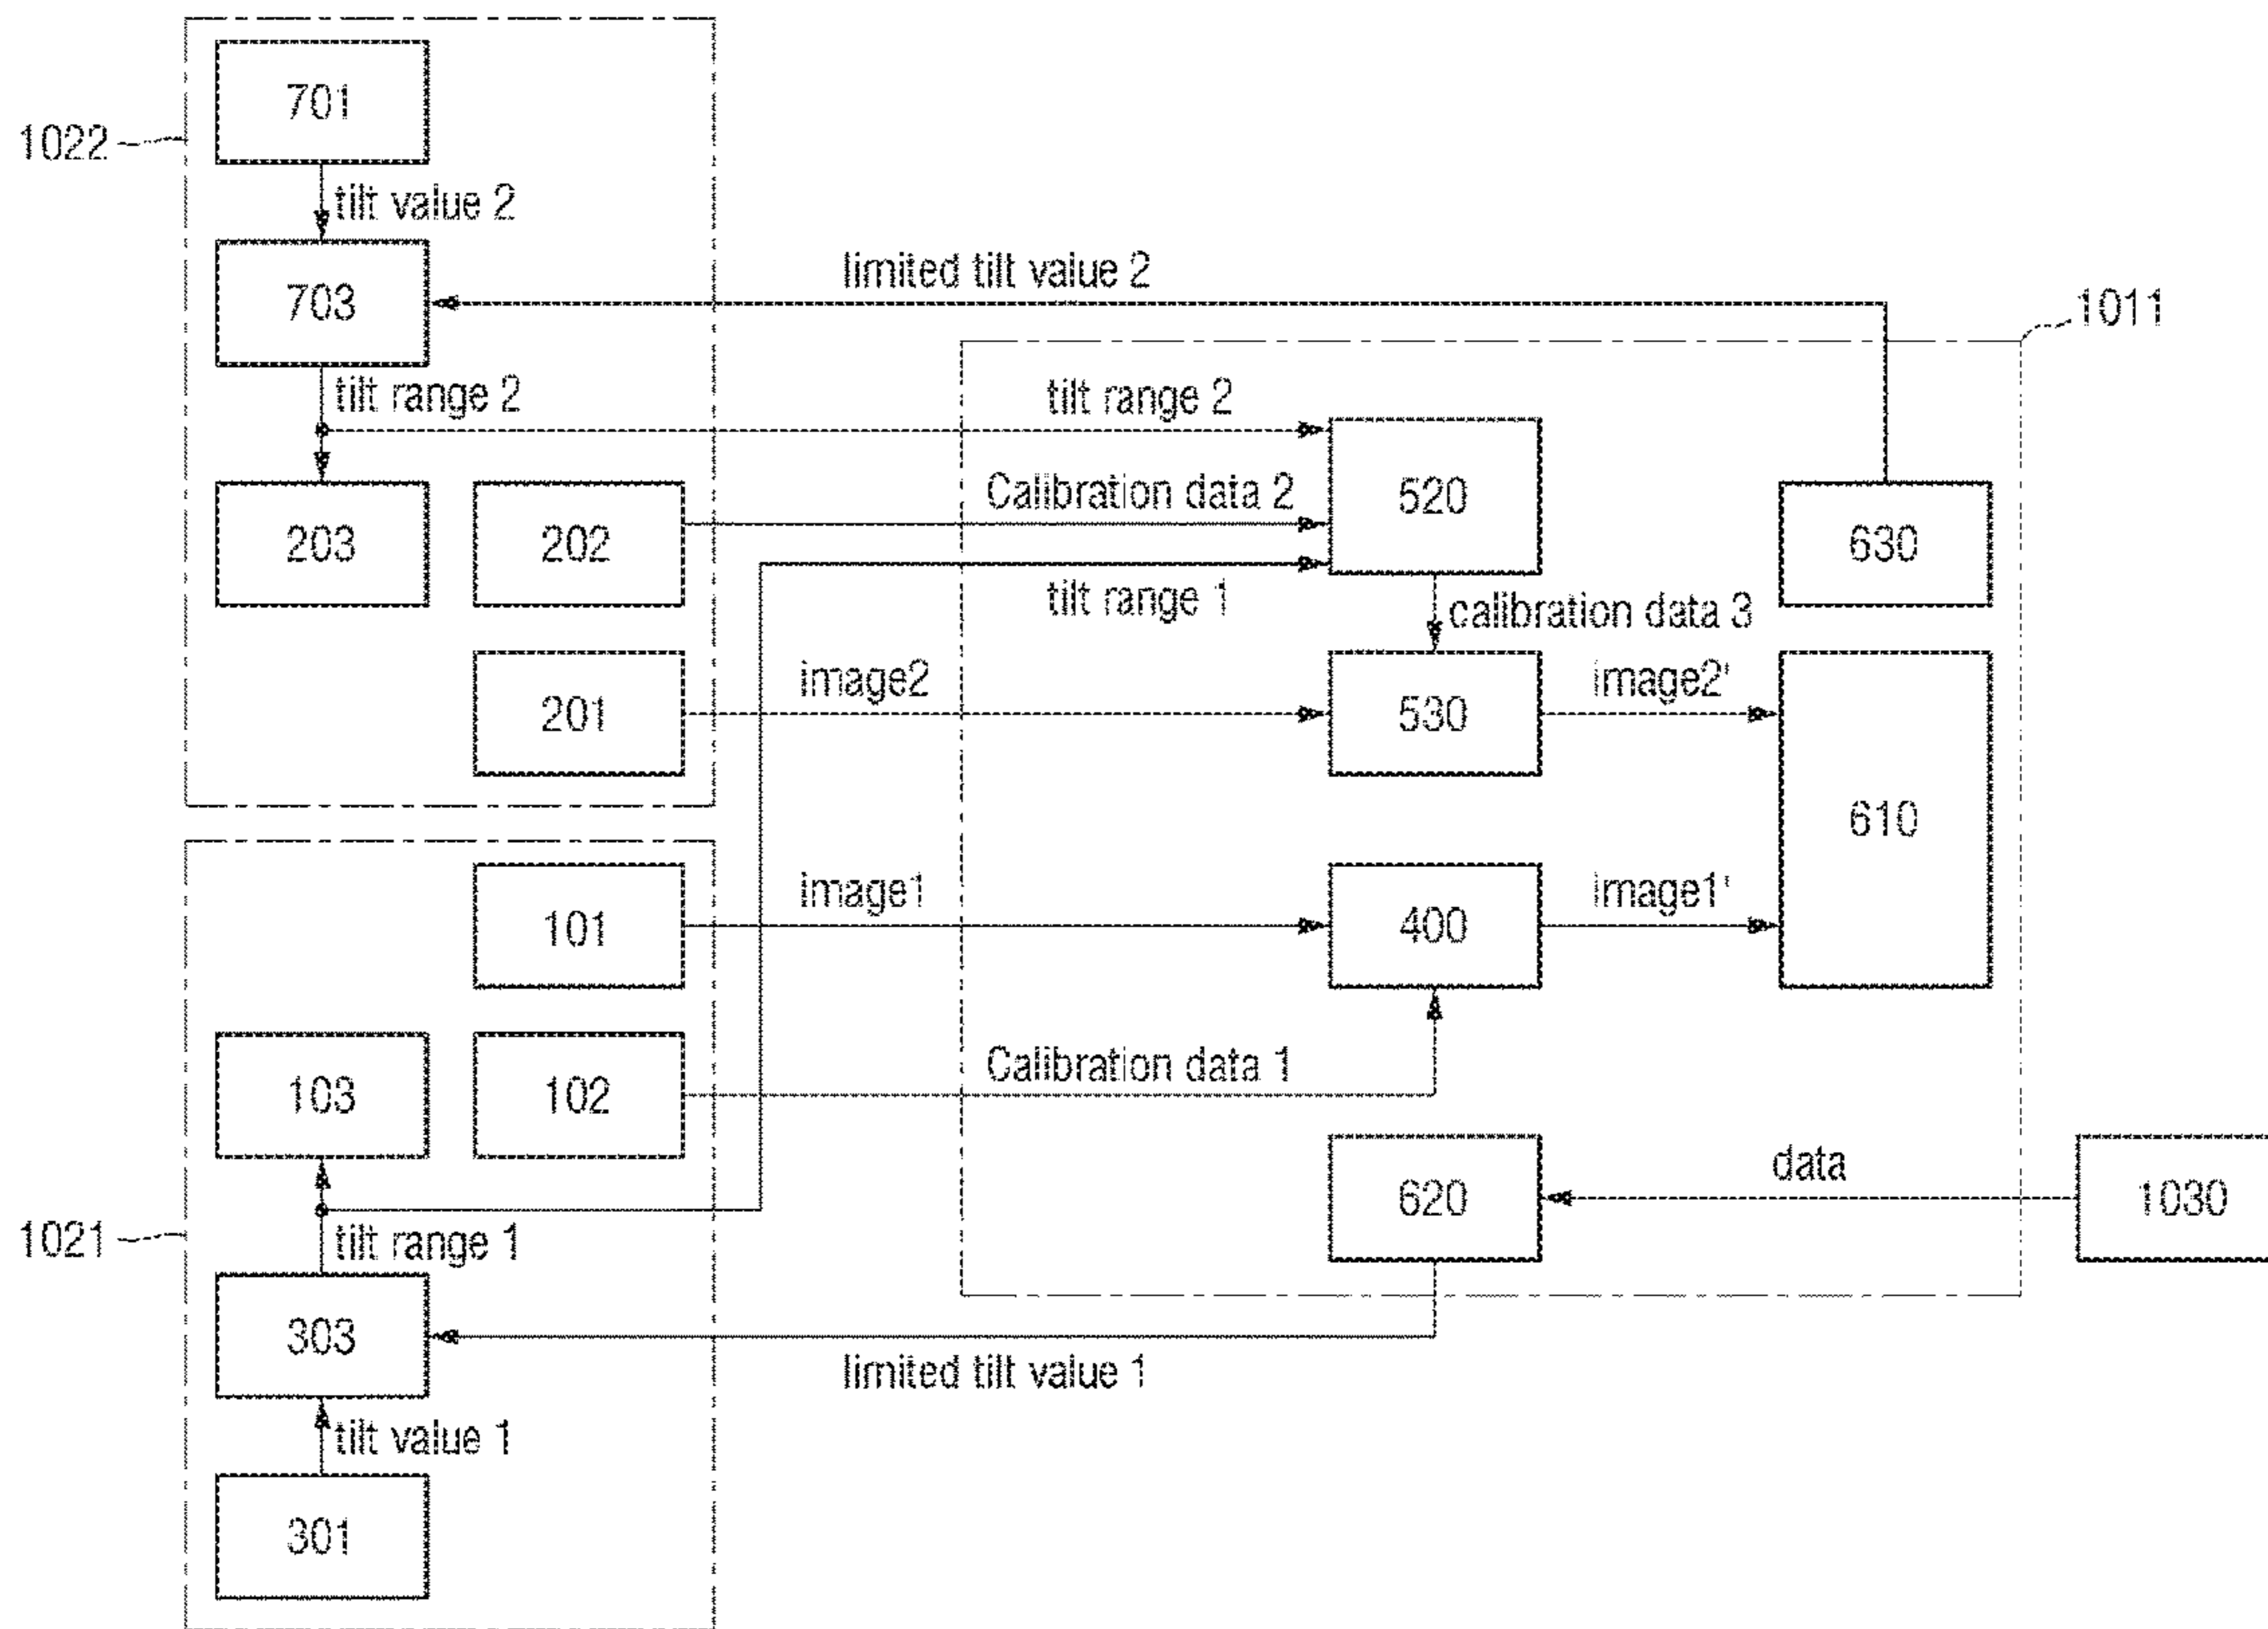 701
1022
tilt value 2
703
limited tilt value 2
1011
tilt range 2
tilt range 2
203
202
Calibration data 2
520
630
tilt range 1
calibration data 3
201
image2
530
image2'
610
101
image1
400
image1'
103
102
Calibration data 1
620
data
1030
1021
tilt range 1
303
limited tilt value 1
tilt value 1
301